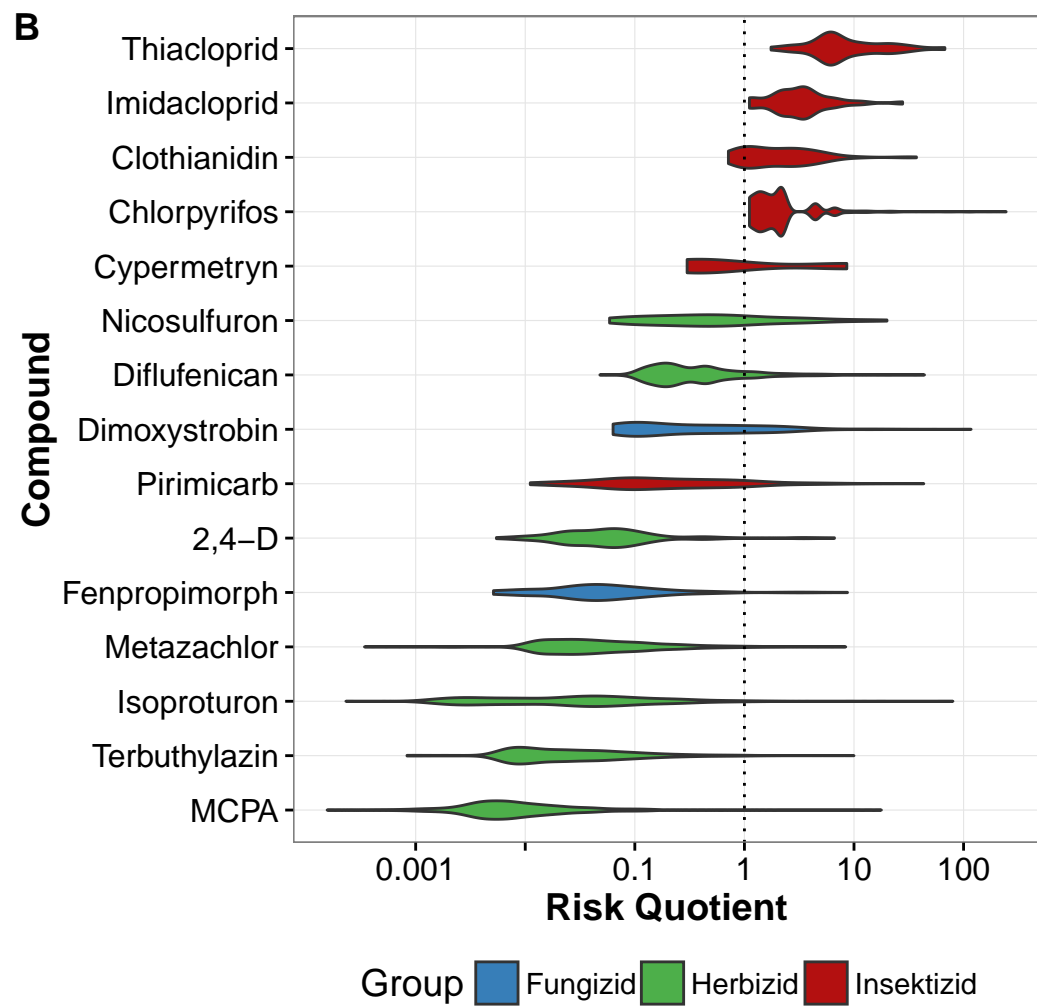 B
Thiacloprid
Imidacloprid
Clothianidin
Chlorpyrifos
Cypermetryn
Nicosulfuron
Diflufenican
Dimoxystrobin
Pirimicarb
2,4−D
Fenpropimorph
Metazachlor
Isoproturon
Terbuthylazin
MCPA
Compound
0.001 0.1 1 10 100
Risk Quotient
Group Fungizid Herbizid Insektizid